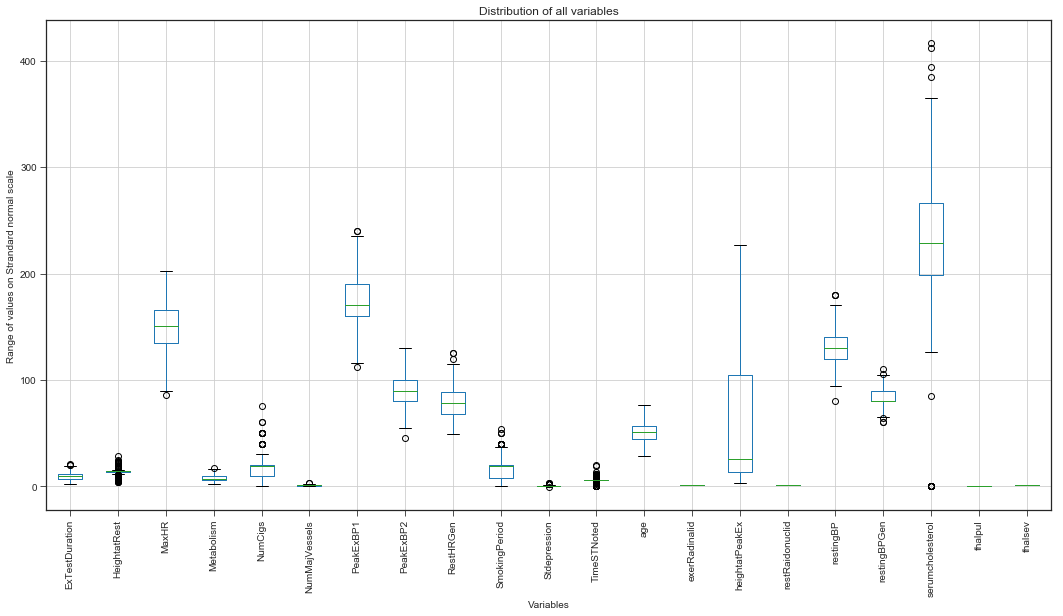 Distribution of all variables
Range of values on Strandard normal scale
400
300
200
100
0
ExTestDuration
HeightatRest
MaxHR
Metabolism
NumCigs
NumMajVessels
PeakExBP1
PeakExBP2
RestHRGen
SmokingPeriod
Stdepression
TimeSTNoted
age
exerRadinalid
heightatPeakEx
restRaidonuclid
restingBP
restingBPGen
serumcholesterol
thalpul
thalsev
Variables